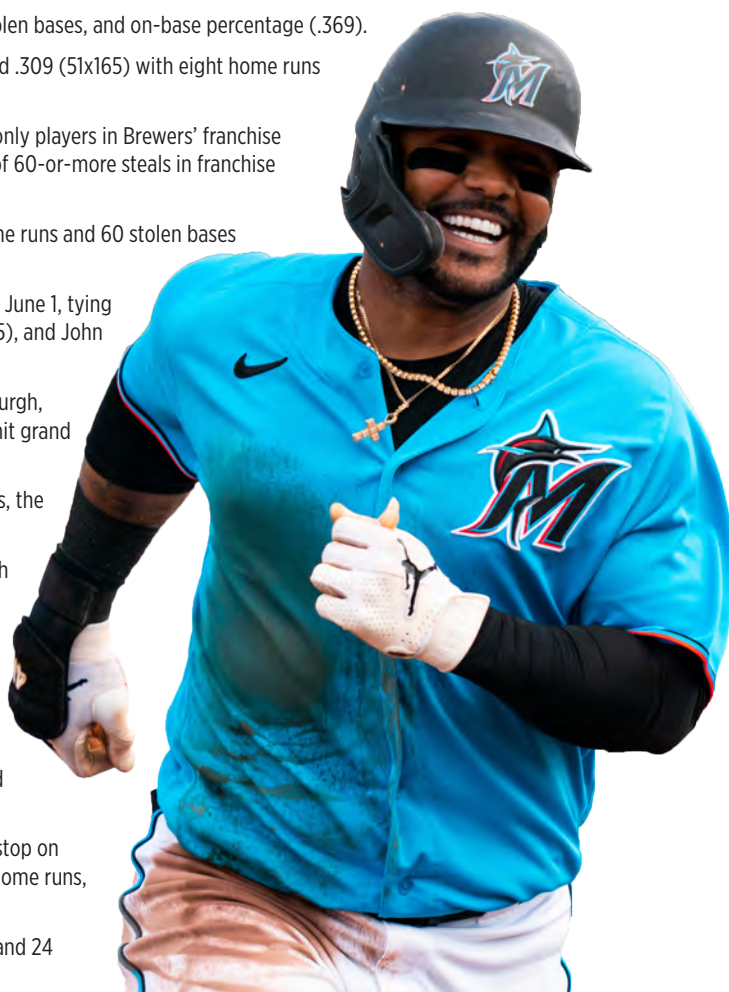 len bases, and on-base percentage (.369).
d .309 (51x165) with eight home runs
only players in Brewers' franchise
of 60-or-more steals in franchise
ne runs and 60 stolen bases
June 1, tying
5), and John
urgh,
hit grand
s, the
h
d
stop on
ome runs,
and 24
M
M